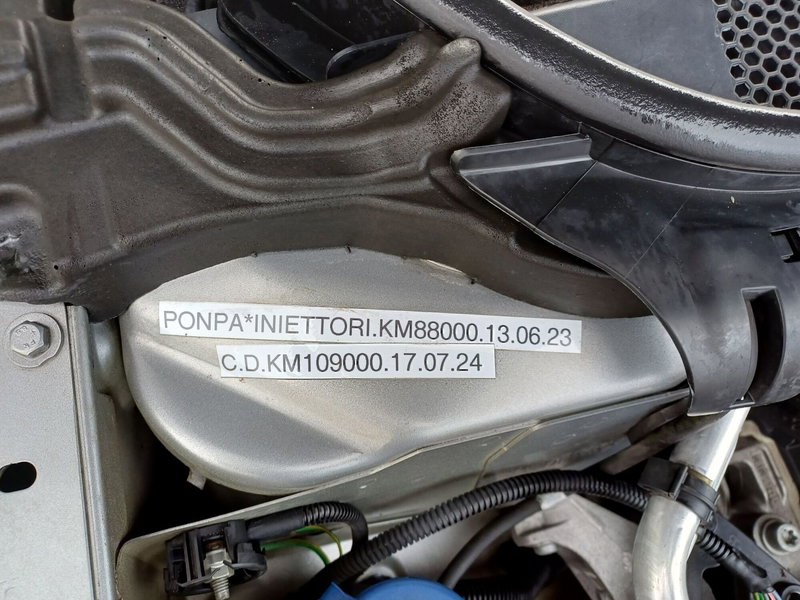 PONPA*INIETTORI.KM88000.13.06.23
C.D.KM109000.17.07.24